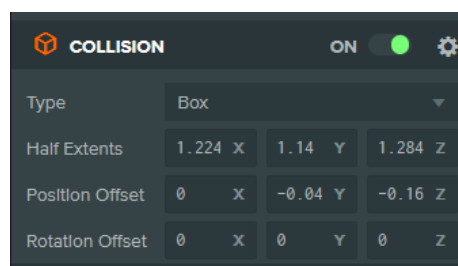 COLLISION ON
Type Box
Half Extents 1.224 X 1.14 Y 1.284 Z
Position Offset 0 X -0.04 Y -0.16 Z
Rotation Offset 0 X 0 Y 0 Z